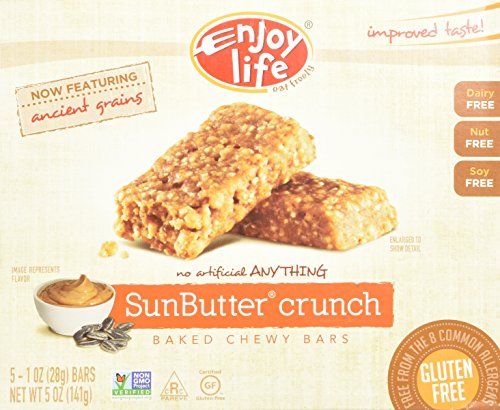 enjoy
life®
eat freely
improved taste!
NOW FEATURING
ancient grains
Dairy
FREE
Nut
FREE
Soy
FREE
ENLARGED TO
SHOW DETAIL
IMAGE REPRESENTS
FLAVOR
no artificial ANYTHING
SunButter® crunch
BAKED CHEWY BARS
5 – 1 OZ (28g) BARS
NET WT 5 OZ (141g)
NON
GMO
Project
VERIFIED
R
PAREVE
Certified
GF
Gluten-Free
FREE FROM THE 8 COMMON ALLERGENS
GLUTEN
FREE